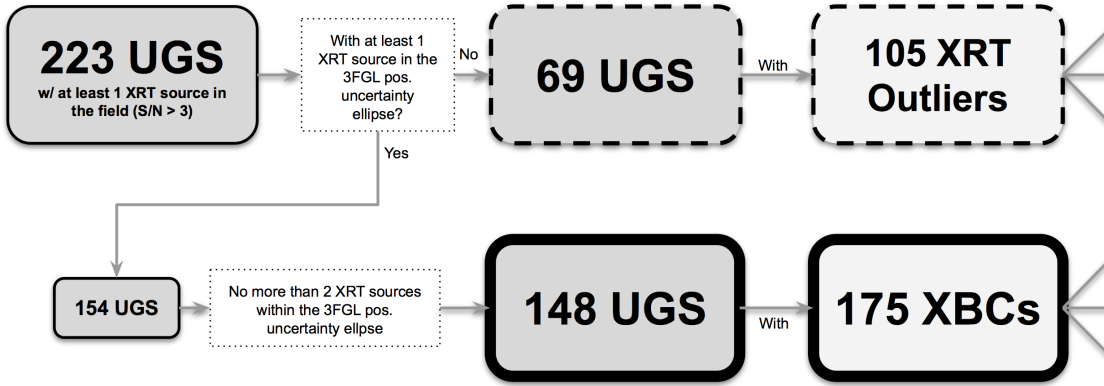 223 UGS
w/ at least 1 XRT source in
the field (S/N > 3)
With at least 1
XRT source in the
3FGL pos.
uncertainty
ellipse?
No
69 UGS
With
105 XRT
Outliers
Yes
154 UGS
No more than 2 XRT sources
within the 3FGL pos.
uncertainty ellpse
148 UGS
With
175 XBCs